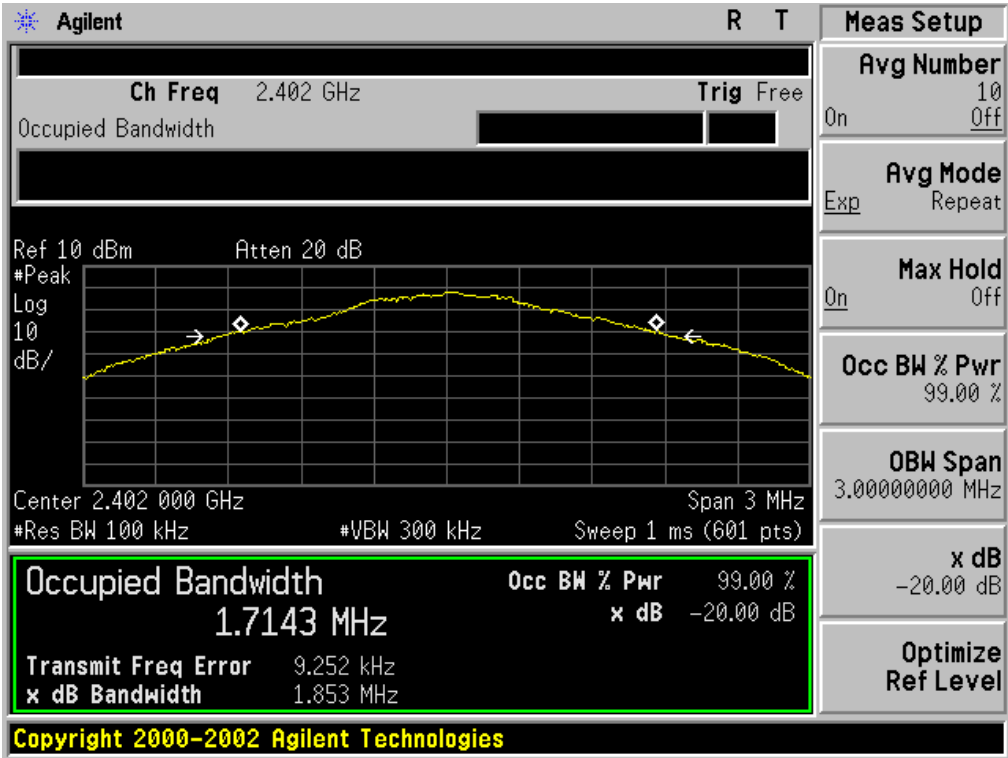 Agilent R T
Ch Freq 2.402 GHz Trig Free
Occupied Bandwidth
Ref 10 dBm Atten 20 dB
#Peak
Log
10
dB/
Center 2.402 000 GHz Span 3 MHz
#Res BW 100 kHz #VBW 300 kHz Sweep 1 ms (601 pts)
Occupied Bandwidth Occ BW % Pwr 99.00 %
1.7143 MHz x dB -20.00 dB
Transmit Freq Error 9.252 kHz
x dB Bandwidth 1.853 MHz
Copyright 2000-2002 Agilent Technologies
Meas Setup
Avg Number
10
On Off
Avg Mode
Exp Repeat
Max Hold
On Off
Occ BW % Pwr
99.00 %
OBW Span
3.00000000 MHz
x dB
-20.00 dB
Optimize
Ref Level